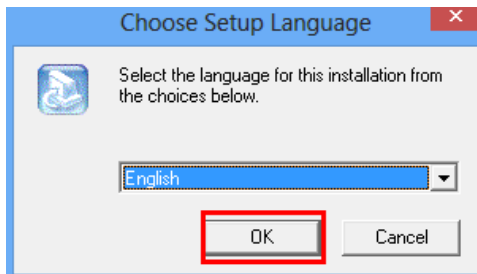 Choose Setup Language
Select the language for this installation from
the choices below.
English
OK
Cancel